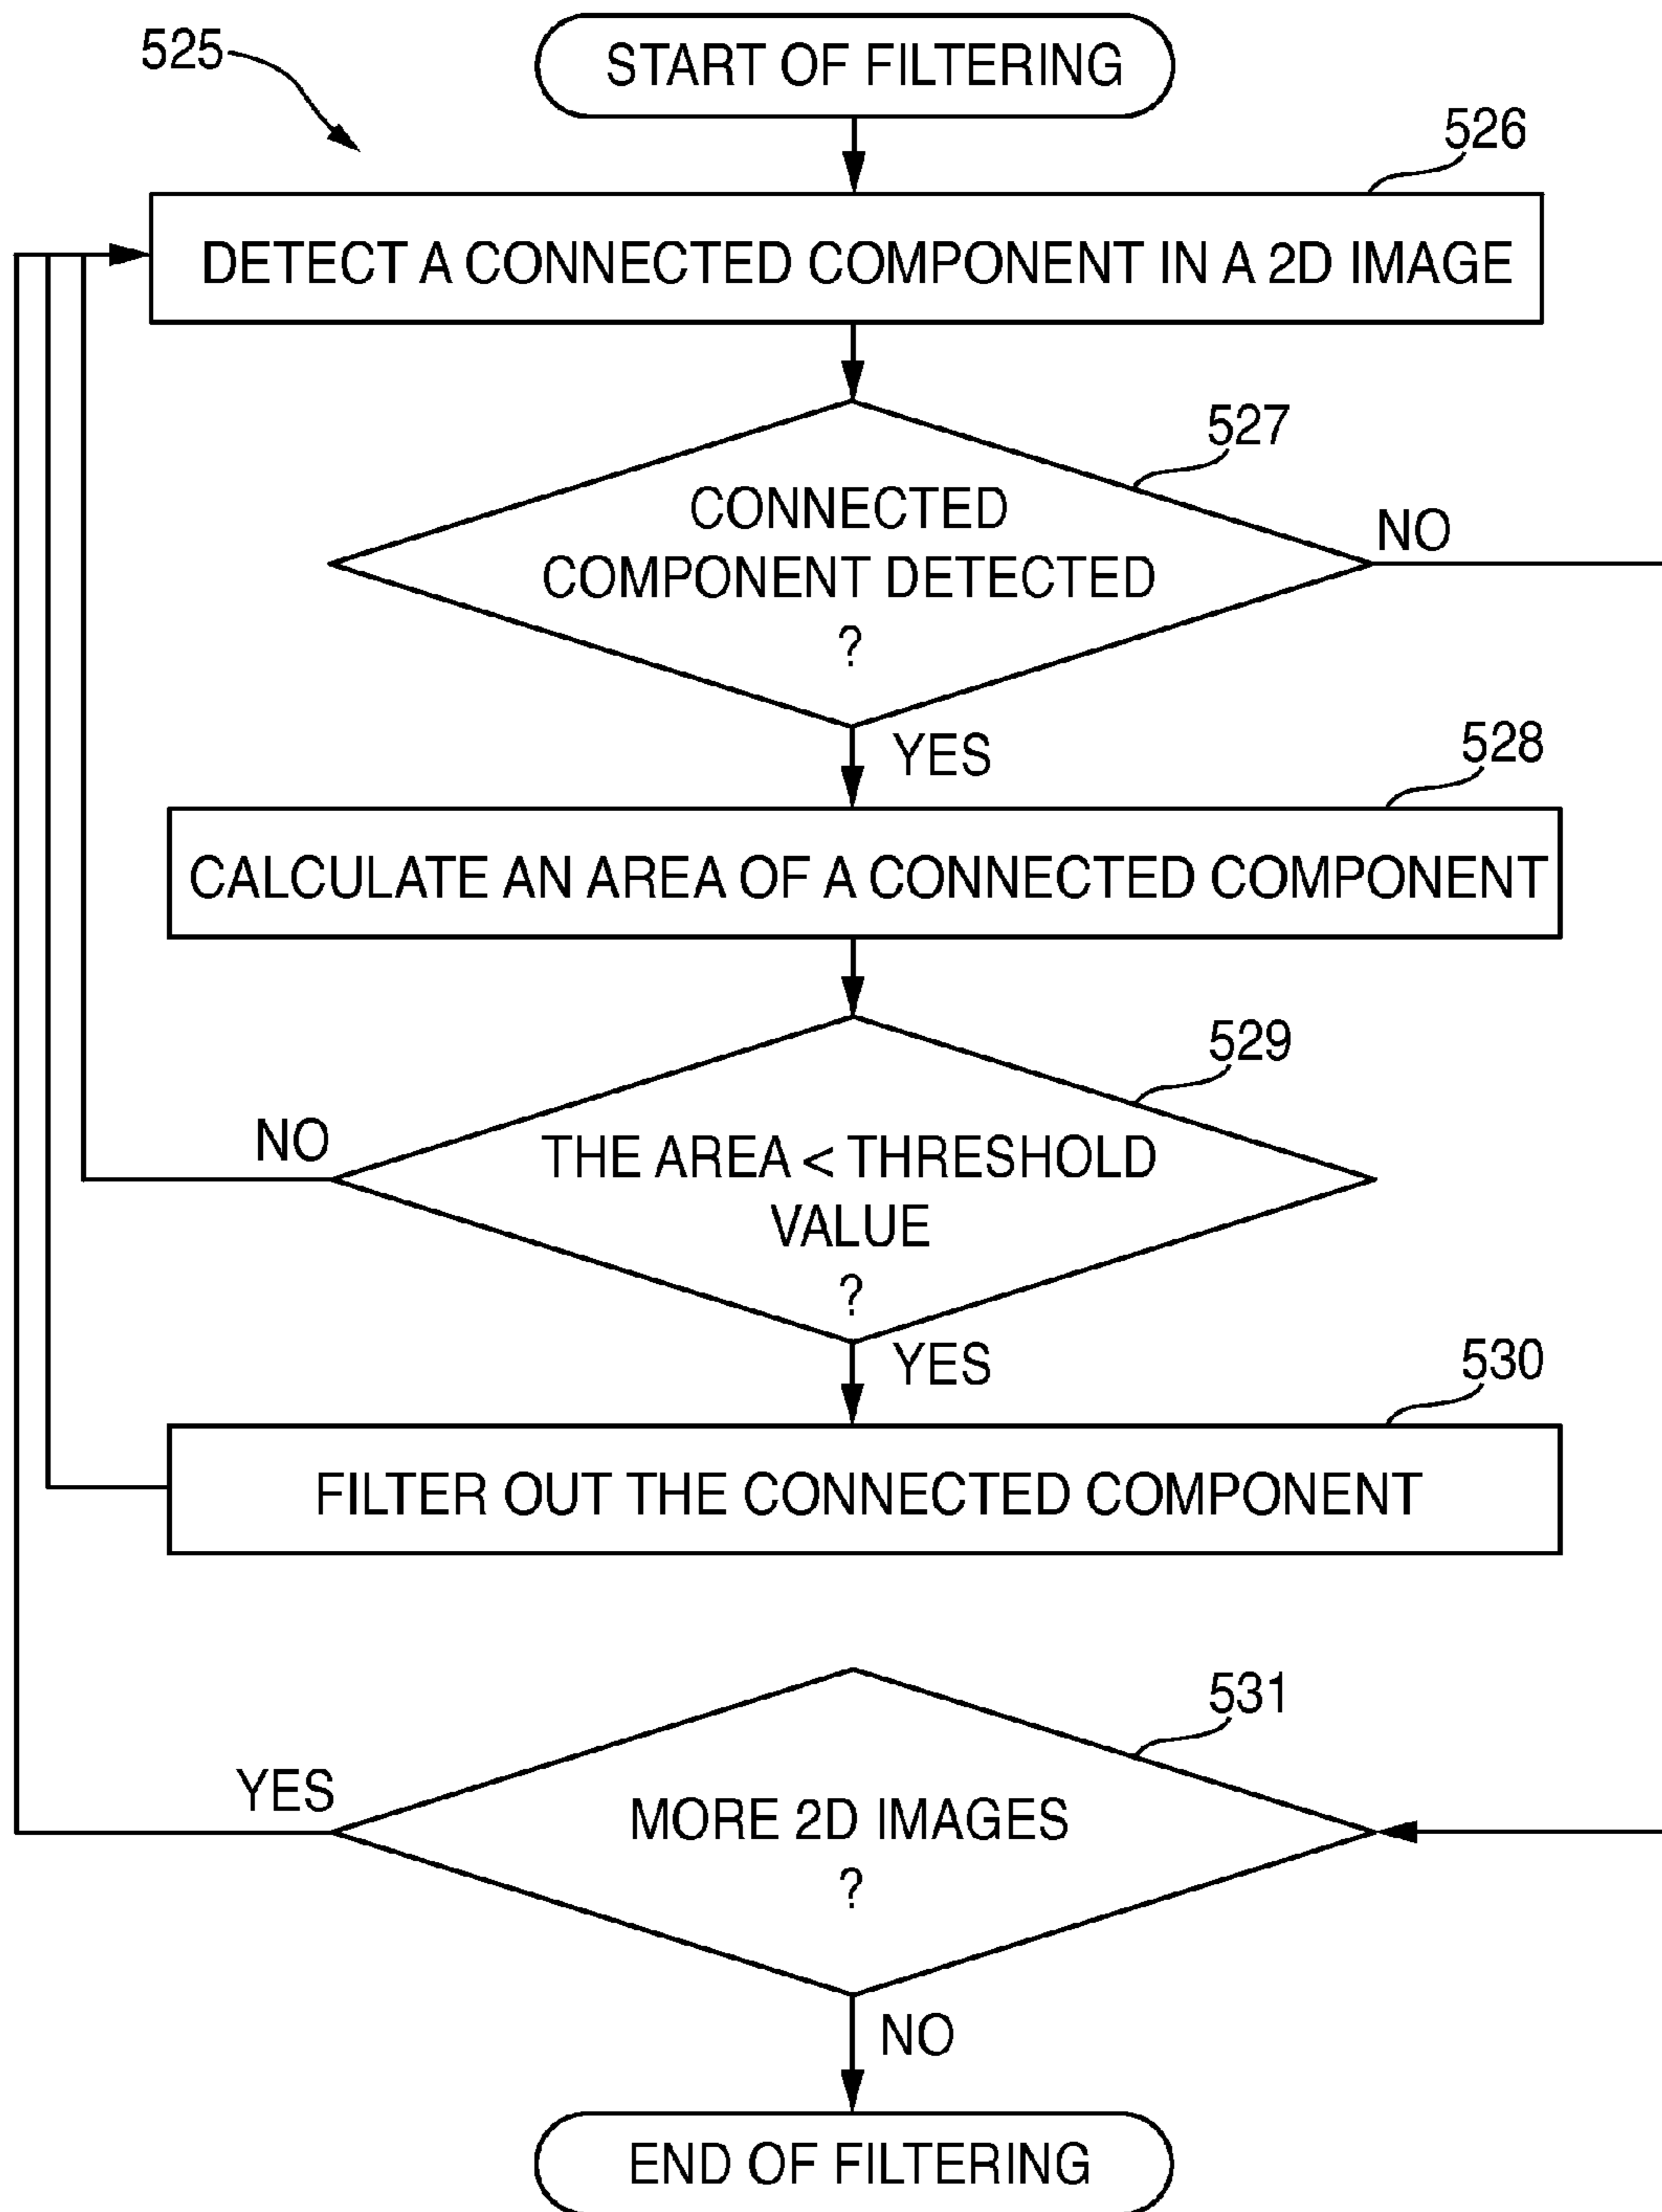 525
START OF FILTERING
526
DETECT A CONNECTED COMPONENT IN A 2D IMAGE
527
CONNECTED
COMPONENT DETECTED
?
NO
YES
528
CALCULATE AN AREA OF A CONNECTED COMPONENT
529
NO
THE AREA < THRESHOLD
VALUE
?
YES
530
FILTER OUT THE CONNECTED COMPONENT
531
YES
MORE 2D IMAGES
?
NO
END OF FILTERING